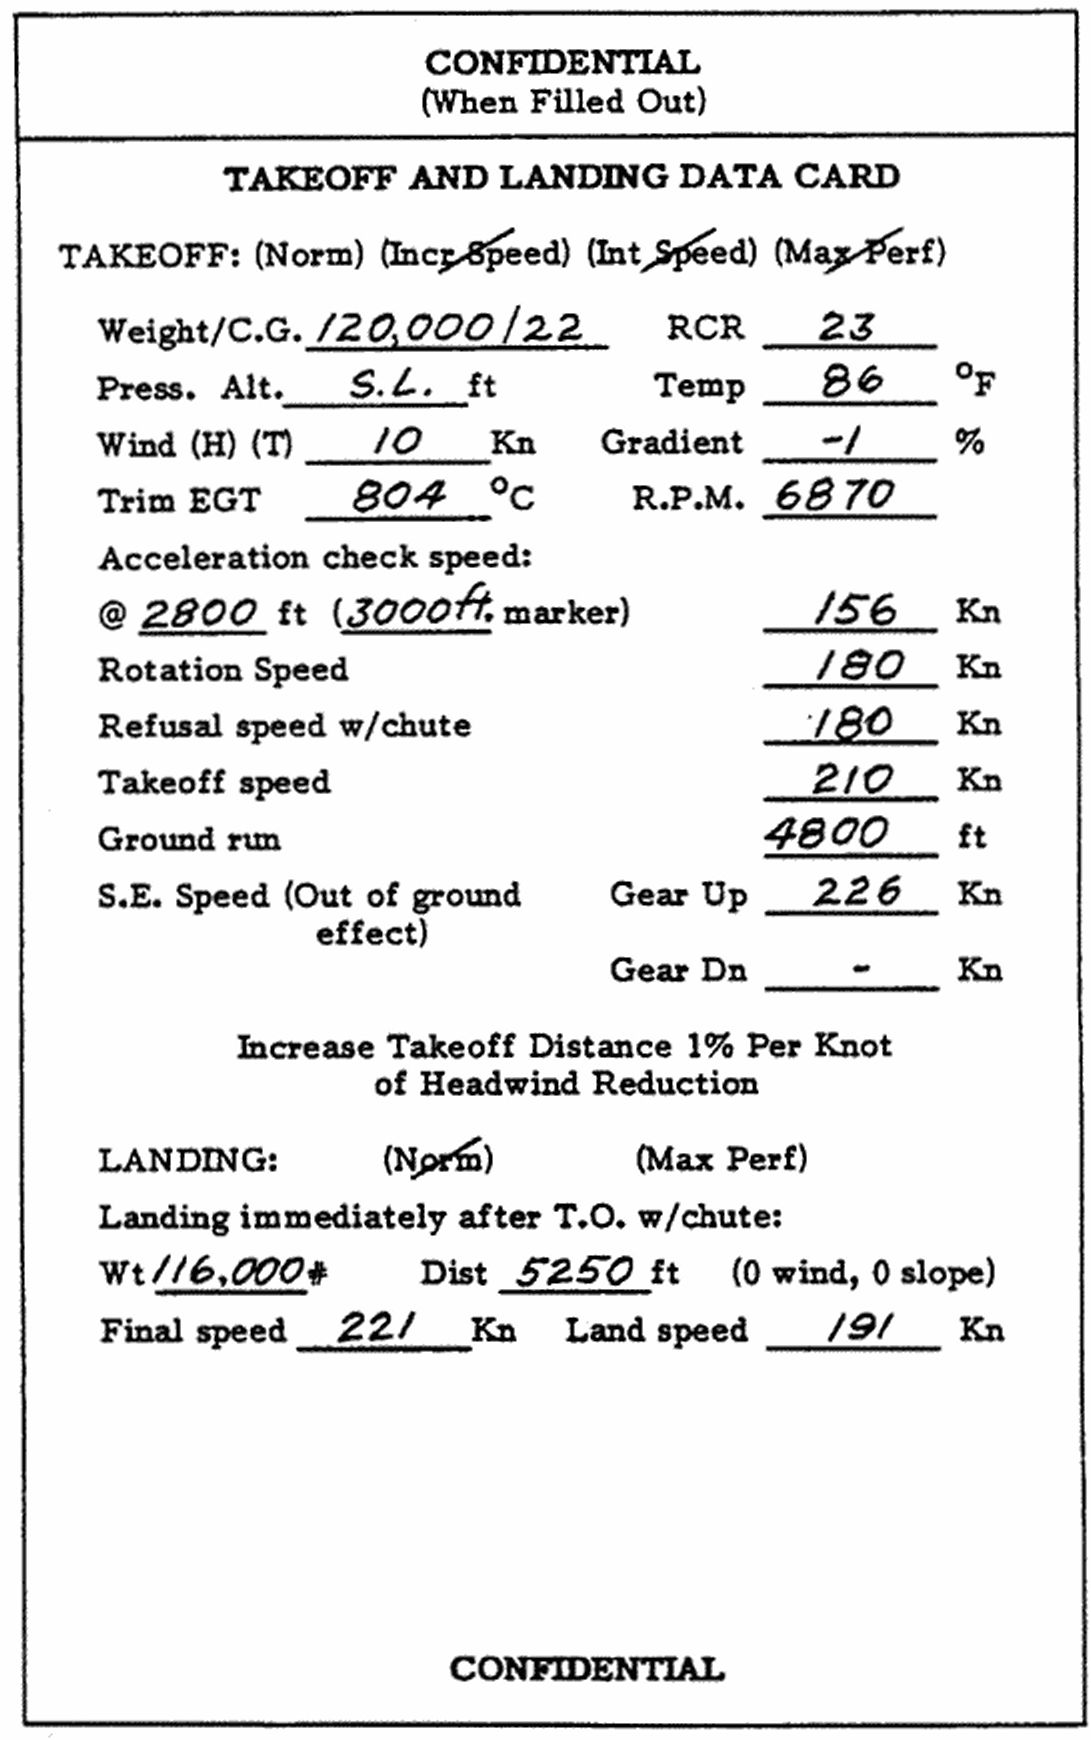 CONFIDENTIAL
(When Filled Out)
TAKEOFF AND LANDING DATA CARD
TAKEOFF: (Norm) (Incr Speed) (Int Speed) (Max Perf)
Weight/C.G. 120,000/22 RCR 23
Press. Alt. S.L. ft Temp 86 °F
Wind (H) (T) 10 Kn Gradient -1 %
Trim EGT 804 °C R.P.M. 6870
Acceleration check speed:
@ 2800 ft (3000ft. marker) 156 Kn
Rotation Speed 180 Kn
Refusal speed w/chute 180 Kn
Takeoff speed 210 Kn
Ground run 4800 ft
S.E. Speed (Out of ground Gear Up 226 Kn
effect)
Gear Dn - Kn
Increase Takeoff Distance 1% Per Knot
of Headwind Reduction
LANDING: (Norm) (Max Perf)
Landing immediately after T.O. w/chute:
Wt 116,000# Dist 5250 ft (0 wind, 0 slope)
Final speed 221 Kn Land speed 191 Kn
CONFIDENTIAL